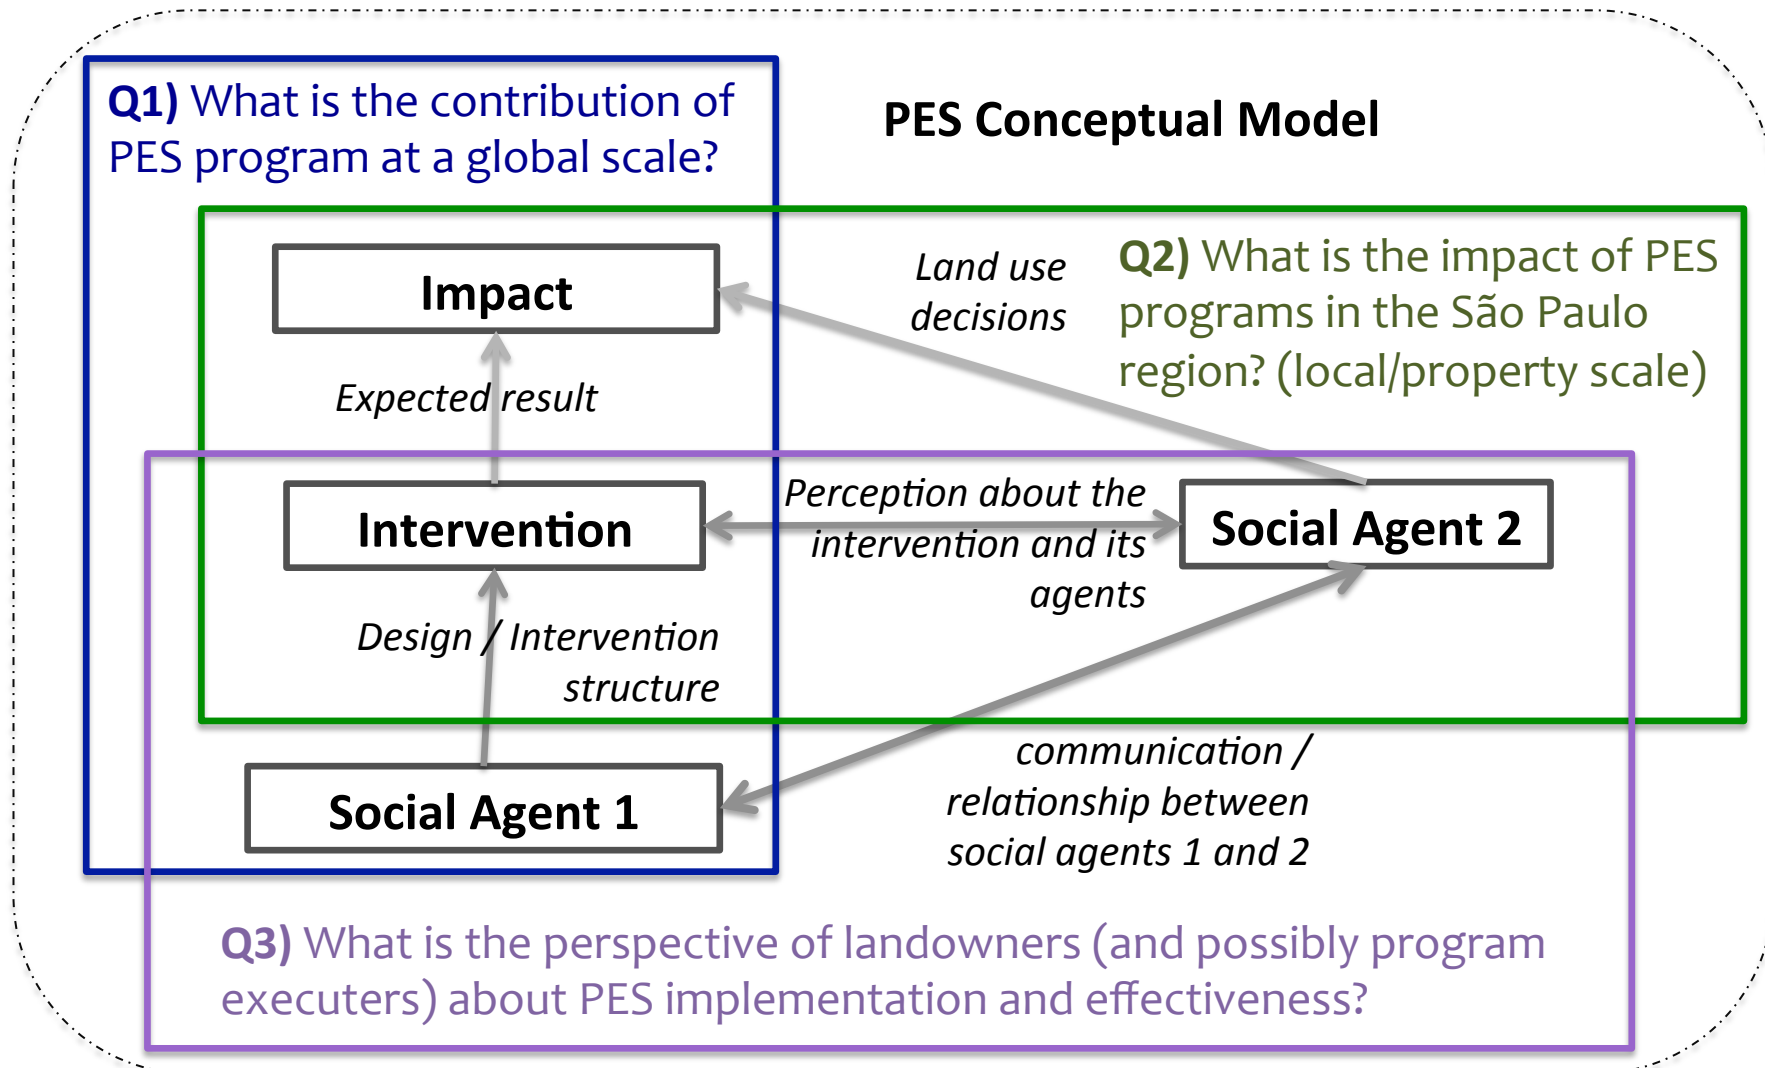 Q1) What is the contribution of
PES program at a global scale?
PES Conceptual Model
Impact
Land use
decisions
Q2) What is the impact of PES
programs in the São Paulo
region? (local/property scale)
Expected result
Intervention
Perception about the
intervention and its
agents
Social Agent 2
Design / Intervention
structure
Social Agent 1
communication /
relationship between
social agents 1 and 2
Q3) What is the perspective of landowners (and possibly program
executers) about PES implementation and effectiveness?